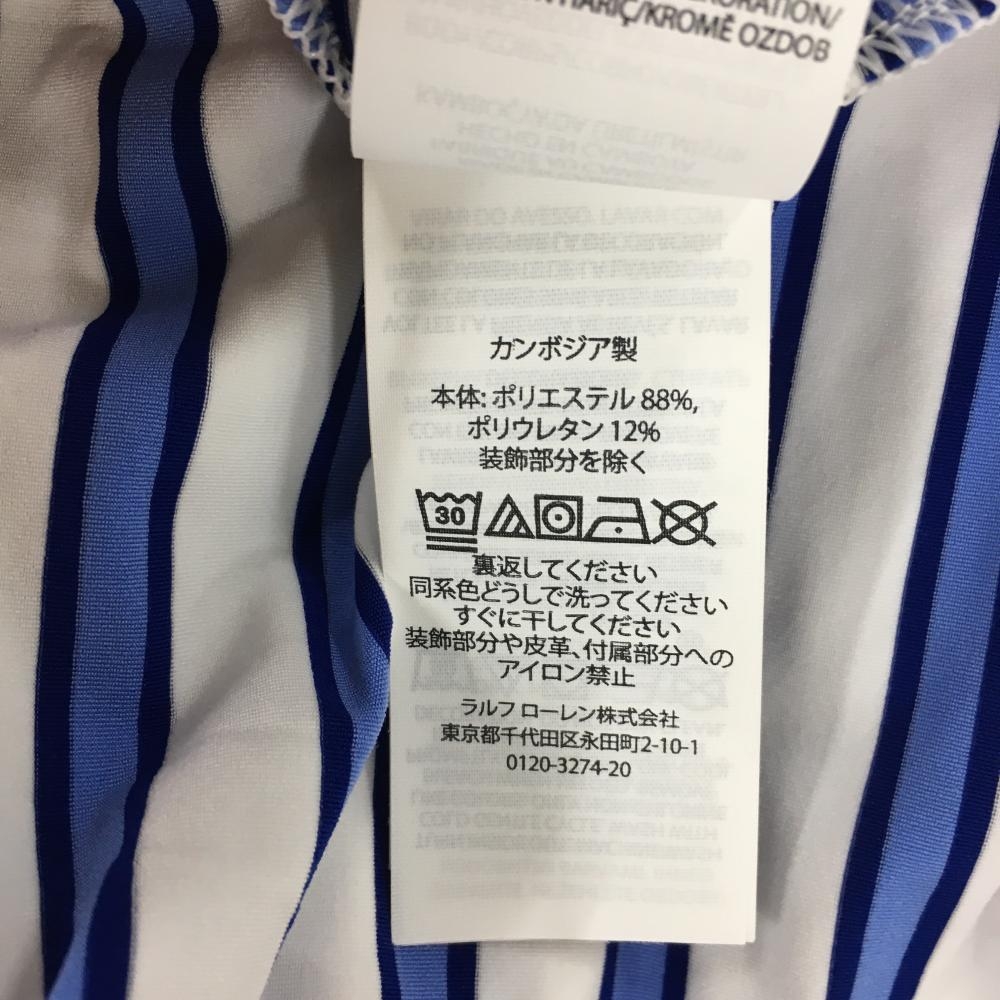 ORATION/
HARİÇ/KROMĚ OZDOB
カンボジア製
本体: ポリエステル 88%,
ポリウレタン 12%
装飾部分を除く
30
裏返してください
同系色どうしで洗ってください
すぐに干してください
装飾部分や皮革、付属部分への
アイロン禁止
ラルフ ローレン株式会社
東京都千代田区永田町2-10-1
0120-3274-20